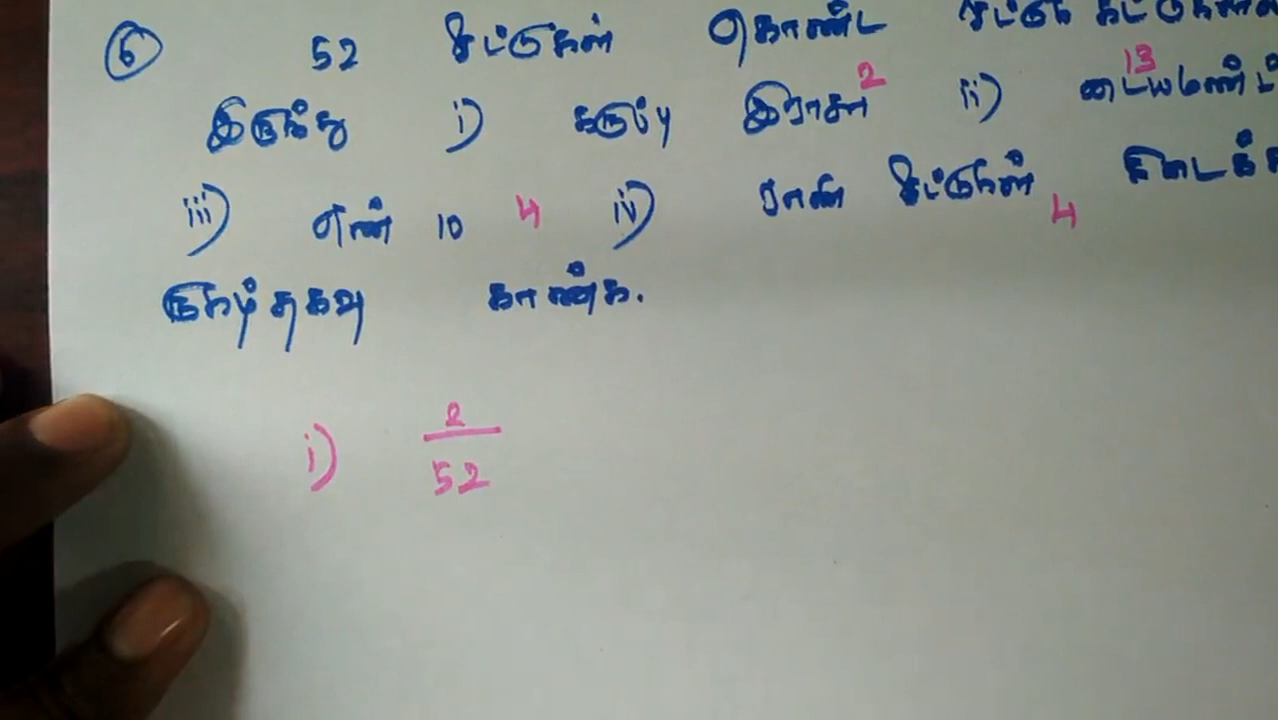 6 52 சீட்டுகள் கொண்ட சீட்டு
இருந்து i) கருப்பு இராசா 2 ii) டைமண்ட் 13
iii) எண் 10 4 iv) ராணி சீட்டுகள் 4
நிகழ்தகவு காண்க.
i) 2/52